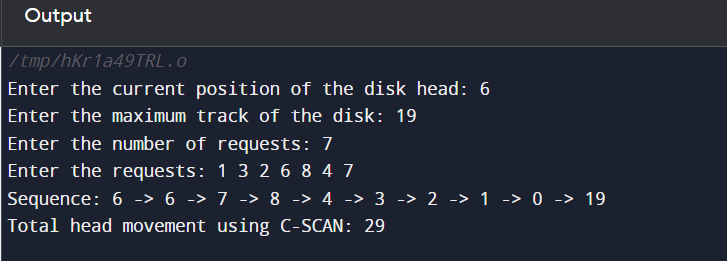 Output
/tmp/hKr1a49TRL.o
Enter the current position of the disk head: 6
Enter the maximum track of the disk: 19
Enter the number of requests: 7
Enter the requests: 1 3 2 6 8 4 7
Sequence: 6 -> 6 -> 7 -> 8 -> 4 -> 3 -> 2 -> 1 -> 0 -> 19
Total head movement using C-SCAN: 29